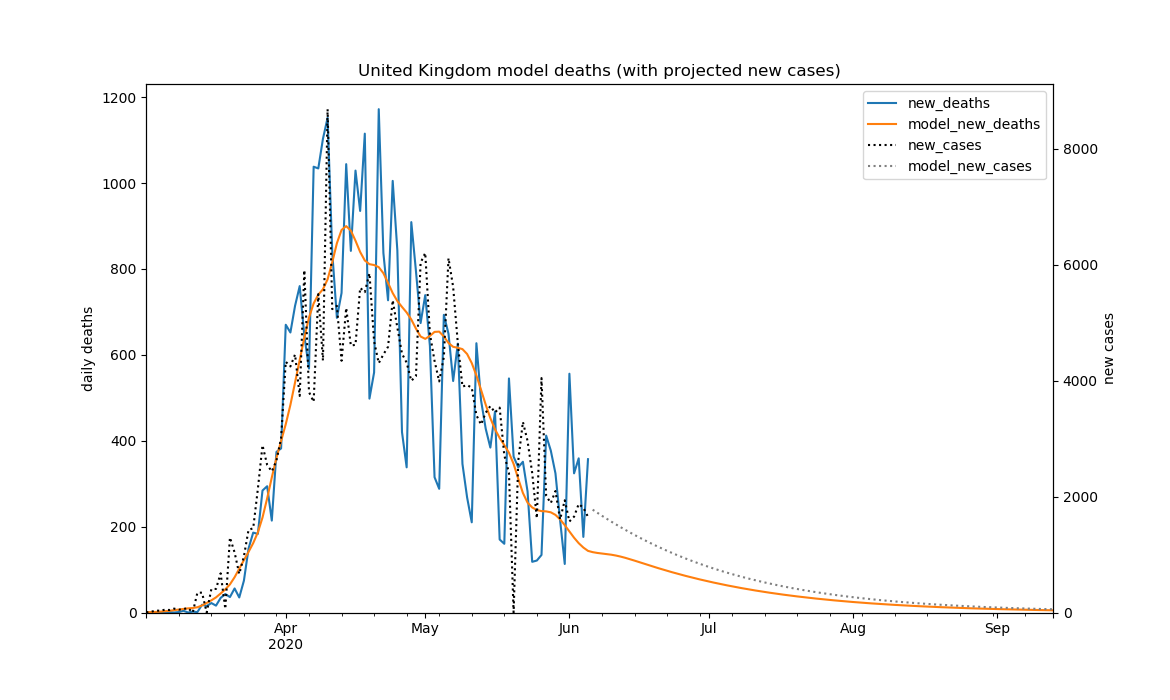 United Kingdom model deaths (with projected new cases)
1200
1000
800
600
400
200
0
daily deaths
8000
6000
4000
2000
0
new cases
new_deaths
model_new_deaths
new_cases
model_new_cases
Apr May Jun Jul Aug Sep
2020